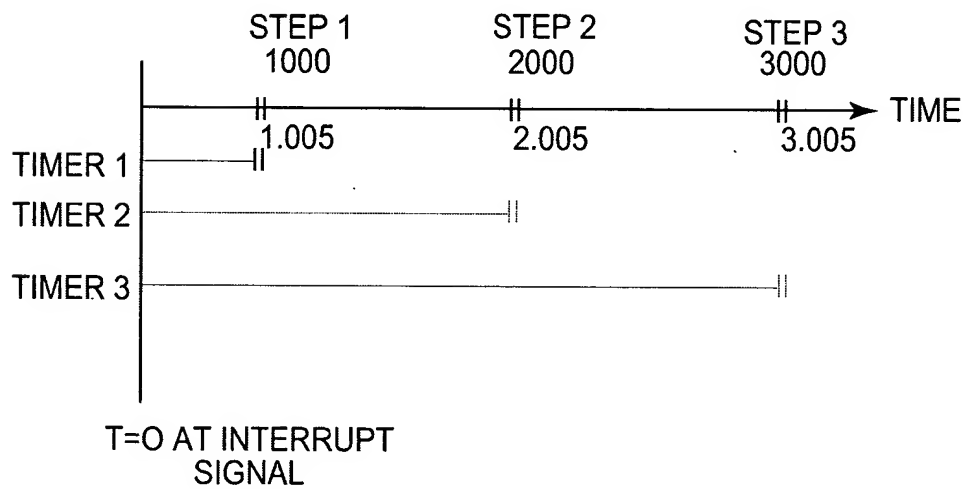 STEP 1
1000
STEP 2
2000
STEP 3
3000
TIME
1.005
2.005
3.005
TIMER 1
TIMER 2
TIMER 3
T=O AT INTERRUPT
SIGNAL